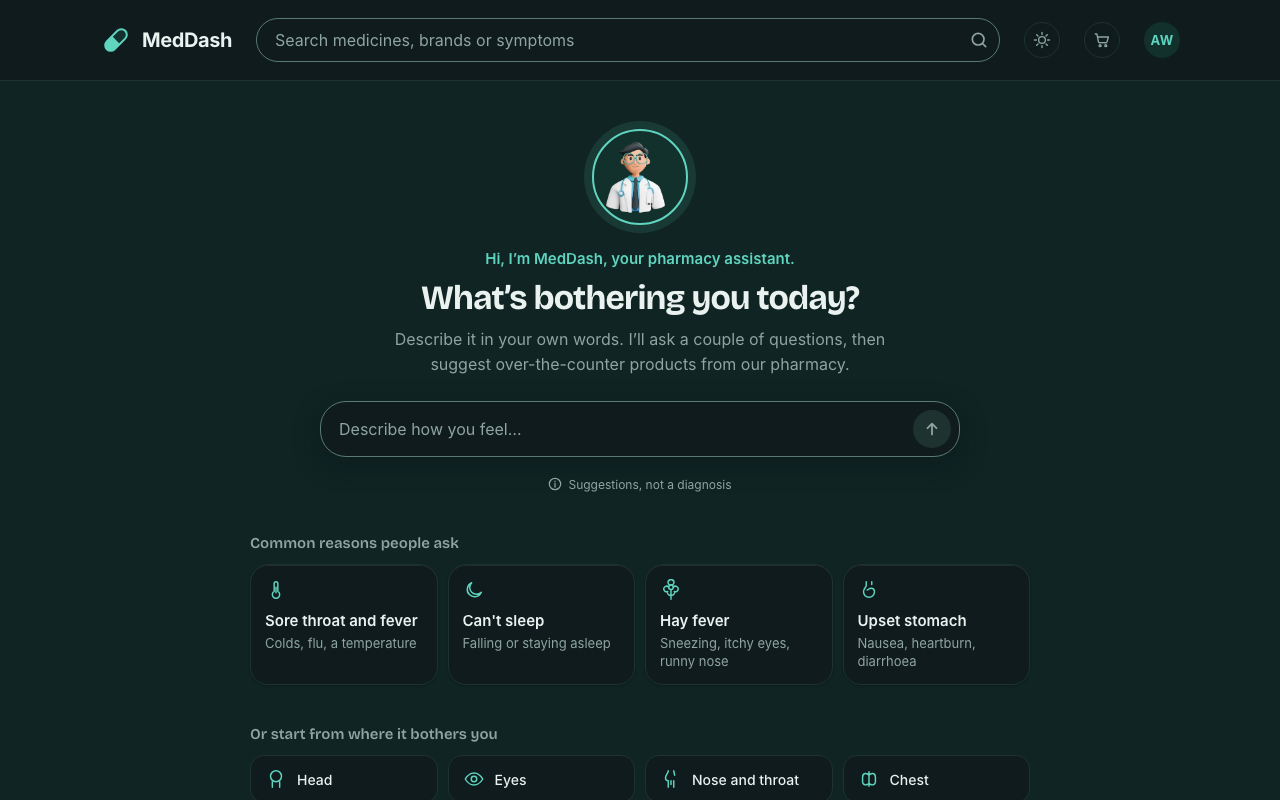 MedDash
Search medicines, brands or symptoms
AW
Hi, I’m MedDash, your pharmacy assistant.
What’s bothering you today?
Describe it in your own words. I’ll ask a couple of questions, then
suggest over-the-counter products from our pharmacy.
Describe how you feel...
Suggestions, not a diagnosis
Common reasons people ask
Sore throat and fever
Colds, flu, a temperature
Can't sleep
Falling or staying asleep
Hay fever
Sneezing, itchy eyes,
runny nose
Upset stomach
Nausea, heartburn,
diarrhoea
Or start from where it bothers you
Head
Eyes
Nose and throat
Chest